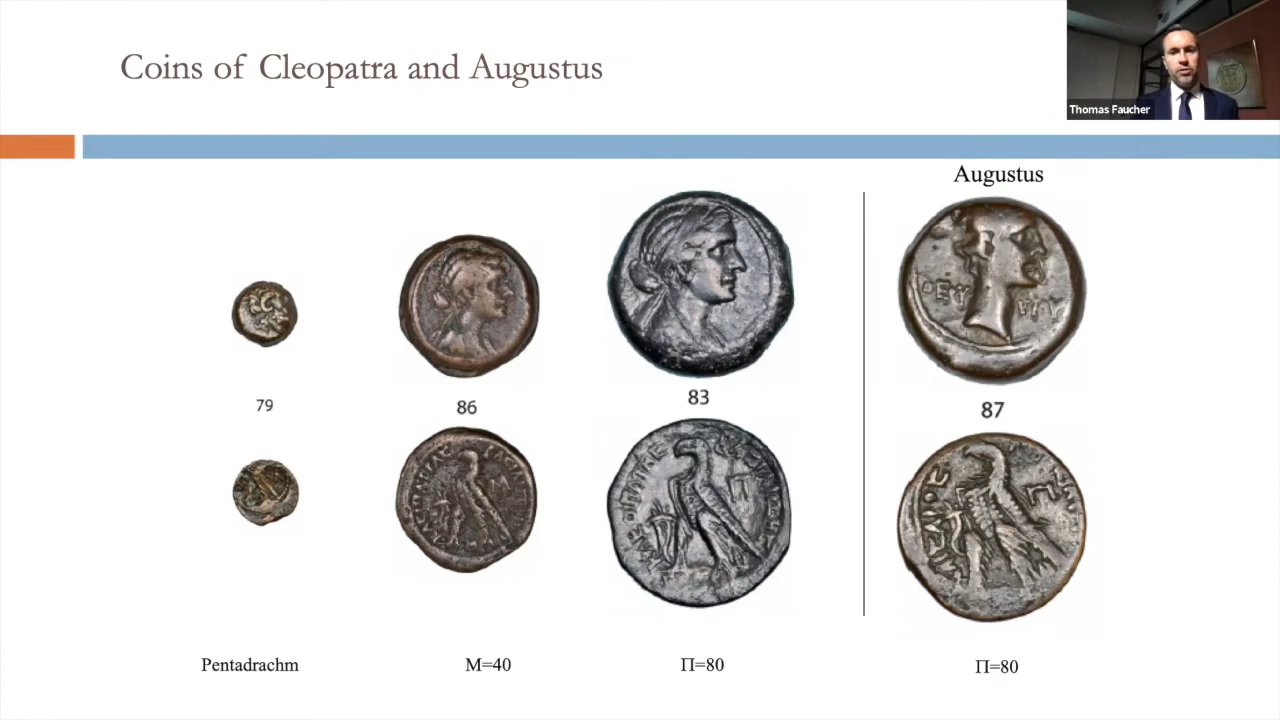 Coins of Cleopatra and Augustus
Thomas Faucher
Augustus
79
86
83
87
Pentadrachm
M=40
Π=80
Π=80